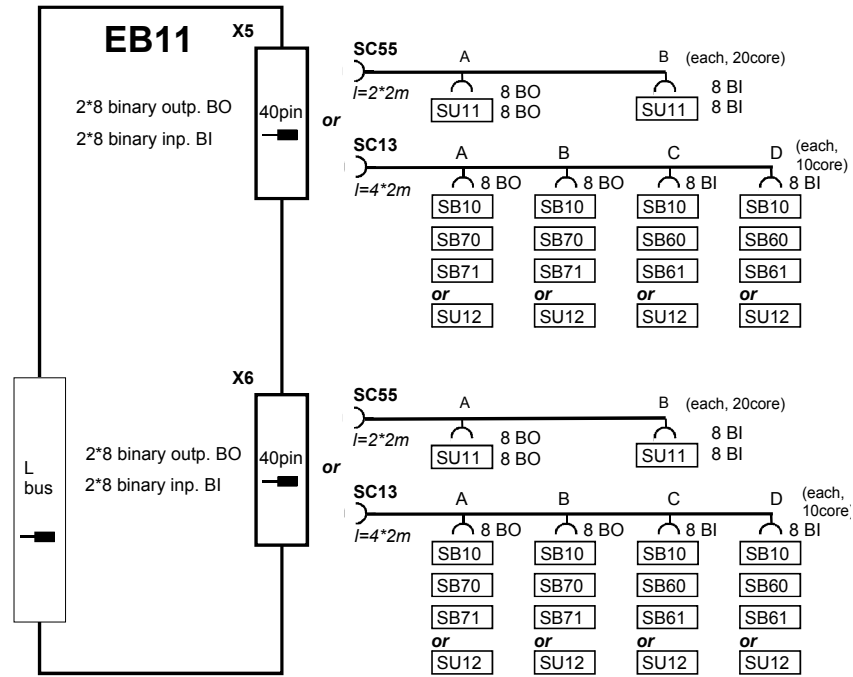 EB11
X5
2*8 binary outp. BO
2*8 binary inp. BI
40pin
or
SC55
l=2*2m
A
B
(each, 20core)
SU11
8 BO
8 BO
SU11
8 BI
8 BI
SC13
l=4*2m
A B C D
(each,
10core)
8 BO 8 BO 8 BI 8 BI
SB10 SB10 SB10 SB10
SB70 SB70 SB60 SB60
SB71 SB71 SB61 SB61
or or or or
SU12 SU12 SU12 SU12
X6
L
bus
2*8 binary outp. BO
2*8 binary inp. BI
40pin
or
SC55
l=2*2m
A
B
(each, 20core)
SU11
8 BO
8 BO
SU11
8 BI
8 BI
SC13
l=4*2m
A B C D
(each,
10core)
8 BO 8 BO 8 BI 8 BI
SB10 SB10 SB10 SB10
SB70 SB70 SB60 SB60
SB71 SB71 SB61 SB61
or or or or
SU12 SU12 SU12 SU12